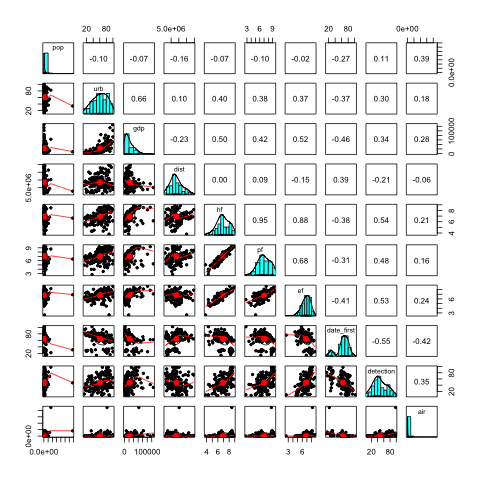 20 80 5.0e+06 3 6 9 20 80 0e+00
pop -0.10 -0.07 -0.16 -0.07 -0.10 -0.02 -0.27 0.11 0.39 0.0e+00
20 80 urb 0.66 0.10 0.40 0.38 0.37 -0.37 0.30 0.18
gdp -0.23 0.50 0.42 0.52 -0.46 0.34 0.28 0 100000
5.0e+06 dist 0.00 0.09 -0.15 0.39 -0.21 -0.06
hf 0.95 0.88 -0.38 0.54 0.21 4 6 8
3 6 9 pf 0.68 -0.31 0.48 0.16
ef -0.41 0.53 0.24 3 6
20 80 date_first -0.55 -0.42
detection 0.35 20 80
0e+00 air
0.0e+00 0 100000 4 6 8 3 6 20 80